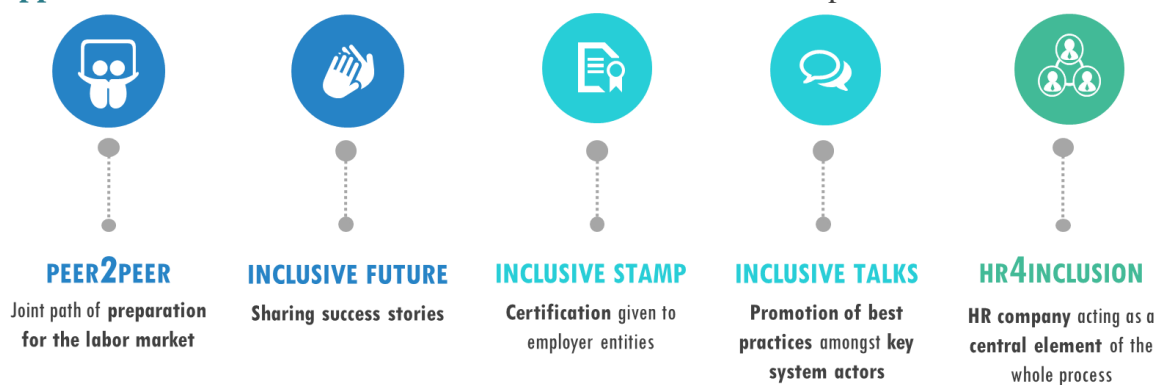 PEER2PEER
Joint path of preparation
for the labor market
INCLUSIVE FUTURE
Sharing success stories
INCLUSIVE STAMP
Certification given to
employer entities
INCLUSIVE TALKS
Promotion of best
practices amongst key
system actors
HR4INCLUSION
HR company acting as a
central element of the
whole process